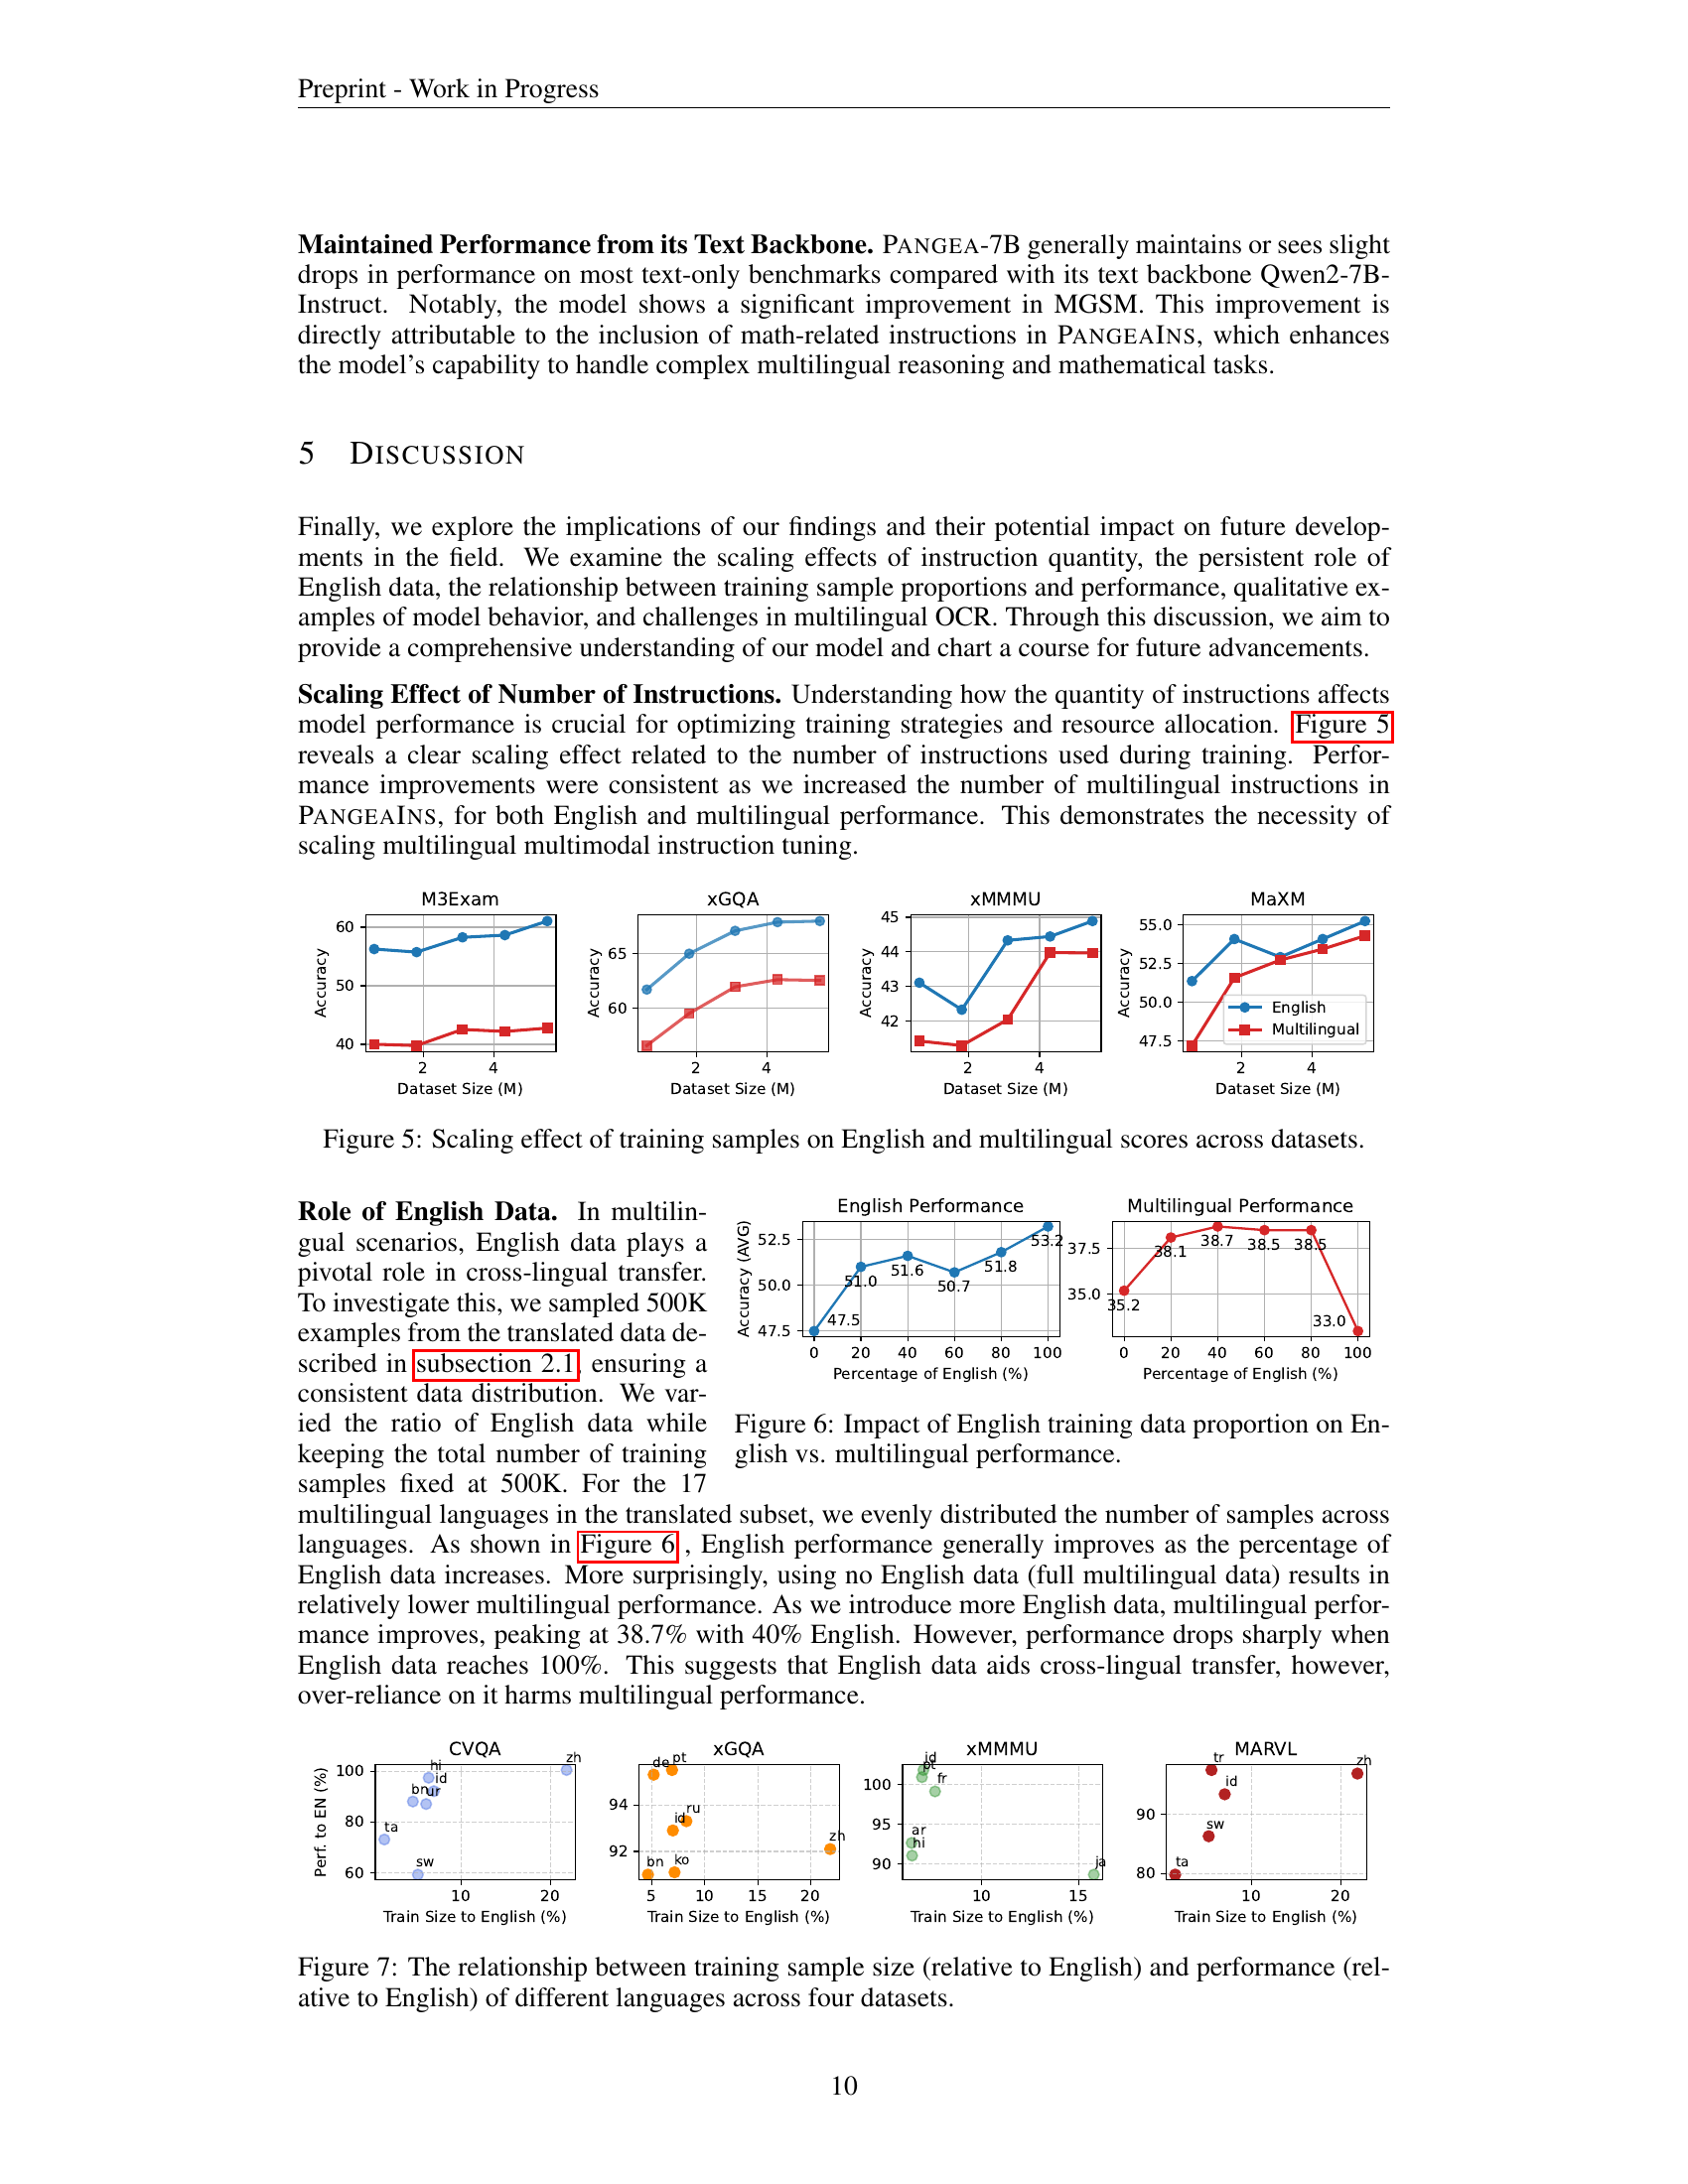 Preprint - Work in Progress
Maintained Performance from its Text Backbone. PANGEA-7B generally maintains or sees slight
drops in performance on most text-only benchmarks compared with its text backbone Qwen2-7B-
Instruct. Notably, the model shows a significant improvement in MGSM. This improvement is
directly attributable to the inclusion of math-related instructions in PANGEAINS, which enhances
the model's capability to handle complex multilingual reasoning and mathematical tasks.
5 DISCUSSION
Finally, we explore the implications of our findings and their potential impact on future develop-
ments in the field. We examine the scaling effects of instruction quantity, the persistent role of
English data, the relationship between training sample proportions and performance, qualitative ex-
amples of model behavior, and challenges in multilingual OCR. Through this discussion, we aim to
provide a comprehensive understanding of our model and chart a course for future advancements.
Scaling Effect of Number of Instructions. Understanding how the quantity of instructions affects
model performance is crucial for optimizing training strategies and resource allocation. Figure 5
reveals a clear scaling effect related to the number of instructions used during training. Perfor-
mance improvements were consistent as we increased the number of multilingual instructions in
PANGEAINS, for both English and multilingual performance. This demonstrates the necessity of
scaling multilingual multimodal instruction tuning.
M3Exam
Accuracy
60
50
40
2 4
Dataset Size (M)
xGQA
Accuracy
65
60
2 4
Dataset Size (M)
xMMMU
Accuracy
45
44
43
42
2 4
Dataset Size (M)
MaXM
Accuracy
55.0
52.5
50.0
47.5
English
Multilingual
2 4
Dataset Size (M)
Figure 5: Scaling effect of training samples on English and multilingual scores across datasets.
Role of English Data. In multilin-
gual scenarios, English data plays a
pivotal role in cross-lingual transfer.
To investigate this, we sampled 500K
examples from the translated data de-
scribed in subsection 2.1, ensuring a
consistent data distribution. We var-
ied the ratio of English data while
keeping the total number of training
samples fixed at 500K. For the 17
English Performance
Accuracy (AVG)
52.5
50.0
47.5
47.5
51.0
51.6
50.7
51.8
53.2
0 20 40 60 80 100
Percentage of English (%)
Multilingual Performance
37.5
35.0
35.2
38.1
38.7
38.5
38.5
33.0
0 20 40 60 80 100
Percentage of English (%)
Figure 6: Impact of English training data proportion on En-
glish vs. multilingual performance.
multilingual languages in the translated subset, we evenly distributed the number of samples across
languages. As shown in Figure 6 , English performance generally improves as the percentage of
English data increases. More surprisingly, using no English data (full multilingual data) results in
relatively lower multilingual performance. As we introduce more English data, multilingual perfor-
mance improves, peaking at 38.7% with 40% English. However, performance drops sharply when
English data reaches 100%. This suggests that English data aids cross-lingual transfer, however,
over-reliance on it harms multilingual performance.
CVQA
Perf. to EN (%)
100
80
60
hi
zh
id
bn
ur
ta
sw
10 20
Train Size to English (%)
xGQA
94
92
de
pt
id
ru
zh
bn
ko
5 10 15 20
Train Size to English (%)
xMMMU
100
95
90
id
pt
fr
ar
hi
ja
10 15
Train Size to English (%)
MARVL
90
80
tr
zh
id
sw
ta
10 20
Train Size to English (%)
Figure 7: The relationship between training sample size (relative to English) and performance (rel-
ative to English) of different languages across four datasets.
10